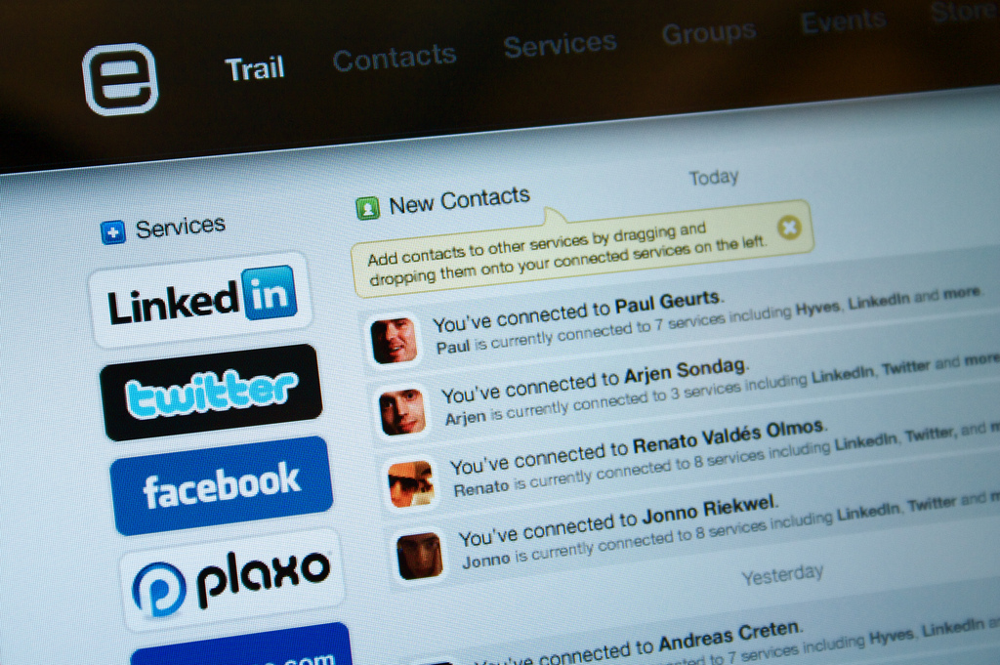 e
Trail Contacts Services Groups Events Store
Services
Linkedin
twitter
facebook
plaxo
.com
New Contacts
Today
Add contacts to other services by dragging and
dropping them onto your connected services on the left.
You've connected to Paul Geurts.
Paul is currently connected to 7 services including Hyves, LinkedIn and more.
You've connected to Arjen Sondag.
Arjen is currently connected to 3 services including LinkedIn, Twitter and more
You've connected to Renato Valdés Olmos.
Renato is currently connected to 8 services including LinkedIn, Twitter, and m
You've connected to Jonno Riekwel.
Jonno is currently connected to 8 services including LinkedIn, Twitter and m
Yesterday
You've connected to Andreas Creten.
connected to 7 services including Hyves, LinkedIn a